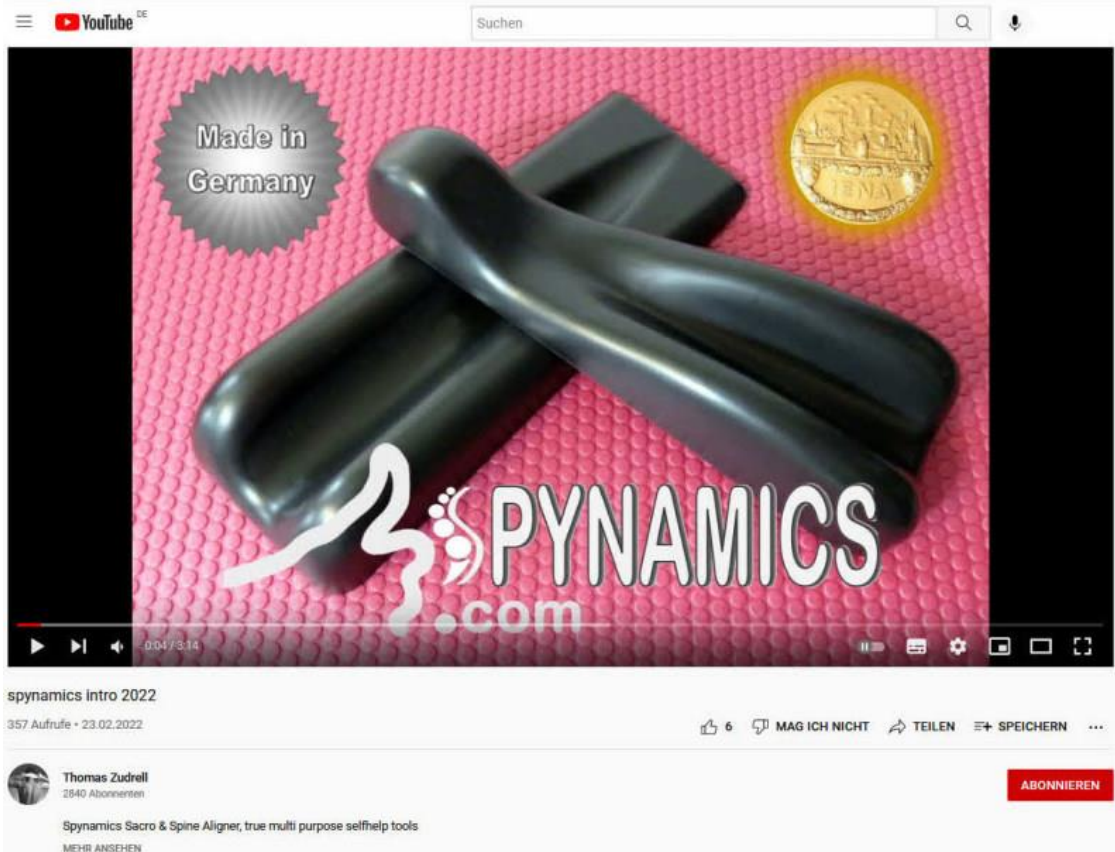 YouTube DE
Suchen
Made in
Germany
IENA
SPYNAMICS
.com
0:04 / 3:14
spynamics intro 2022
357 Aufrufe • 23.02.2022
6 MAG ICH NICHT TEILEN SPEICHERN ...
Thomas Zudrell
2840 Abonnenten
ABONNIEREN
Spynamics Sacro & Spine Aligner, true multi purpose selfhelp tools
MEHR ANSEHEN